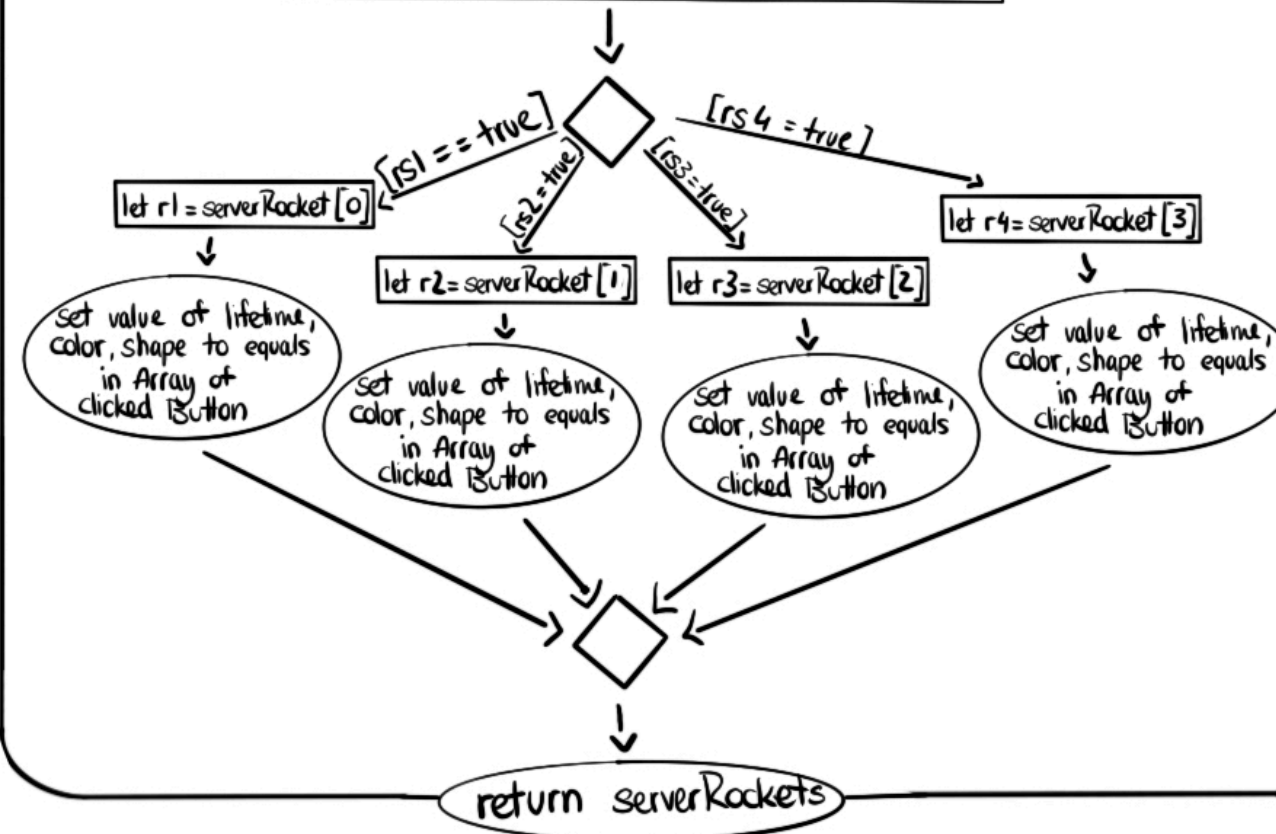 [rs1 == true]
[rs2 = true]
[rs3 = true]
[rs4 = true]
let r1 = serverRocket [0]
let r2 = serverRocket [1]
let r3 = serverRocket [2]
let r4 = serverRocket [3]
set value of lifetime,
color, shape to equals
in Array of
clicked Button
set value of lifetime,
color, shape to equals
in Array of
clicked Button
set value of lifetime,
color, shape to equals
in Array of
clicked Button
set value of lifetime,
color, shape to equals
in Array of
clicked Button
return serverRockets